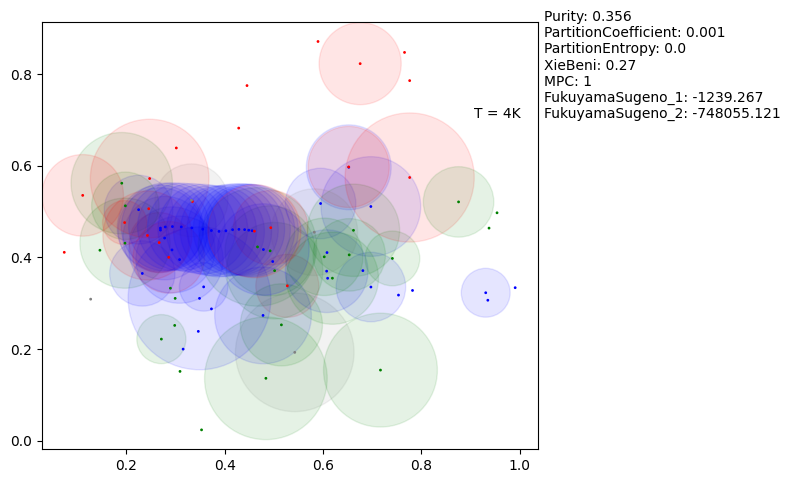 Purity: 0.356
PartitionCoefficient: 0.001
PartitionEntropy: 0.0
XieBeni: 0.27
MPC: 1
FukuyamaSugeno_1: -1239.267
FukuyamaSugeno_2: -748055.121
T = 4K
0.8
0.6
0.4
0.2
0.0
0.2 0.4 0.6 0.8 1.0